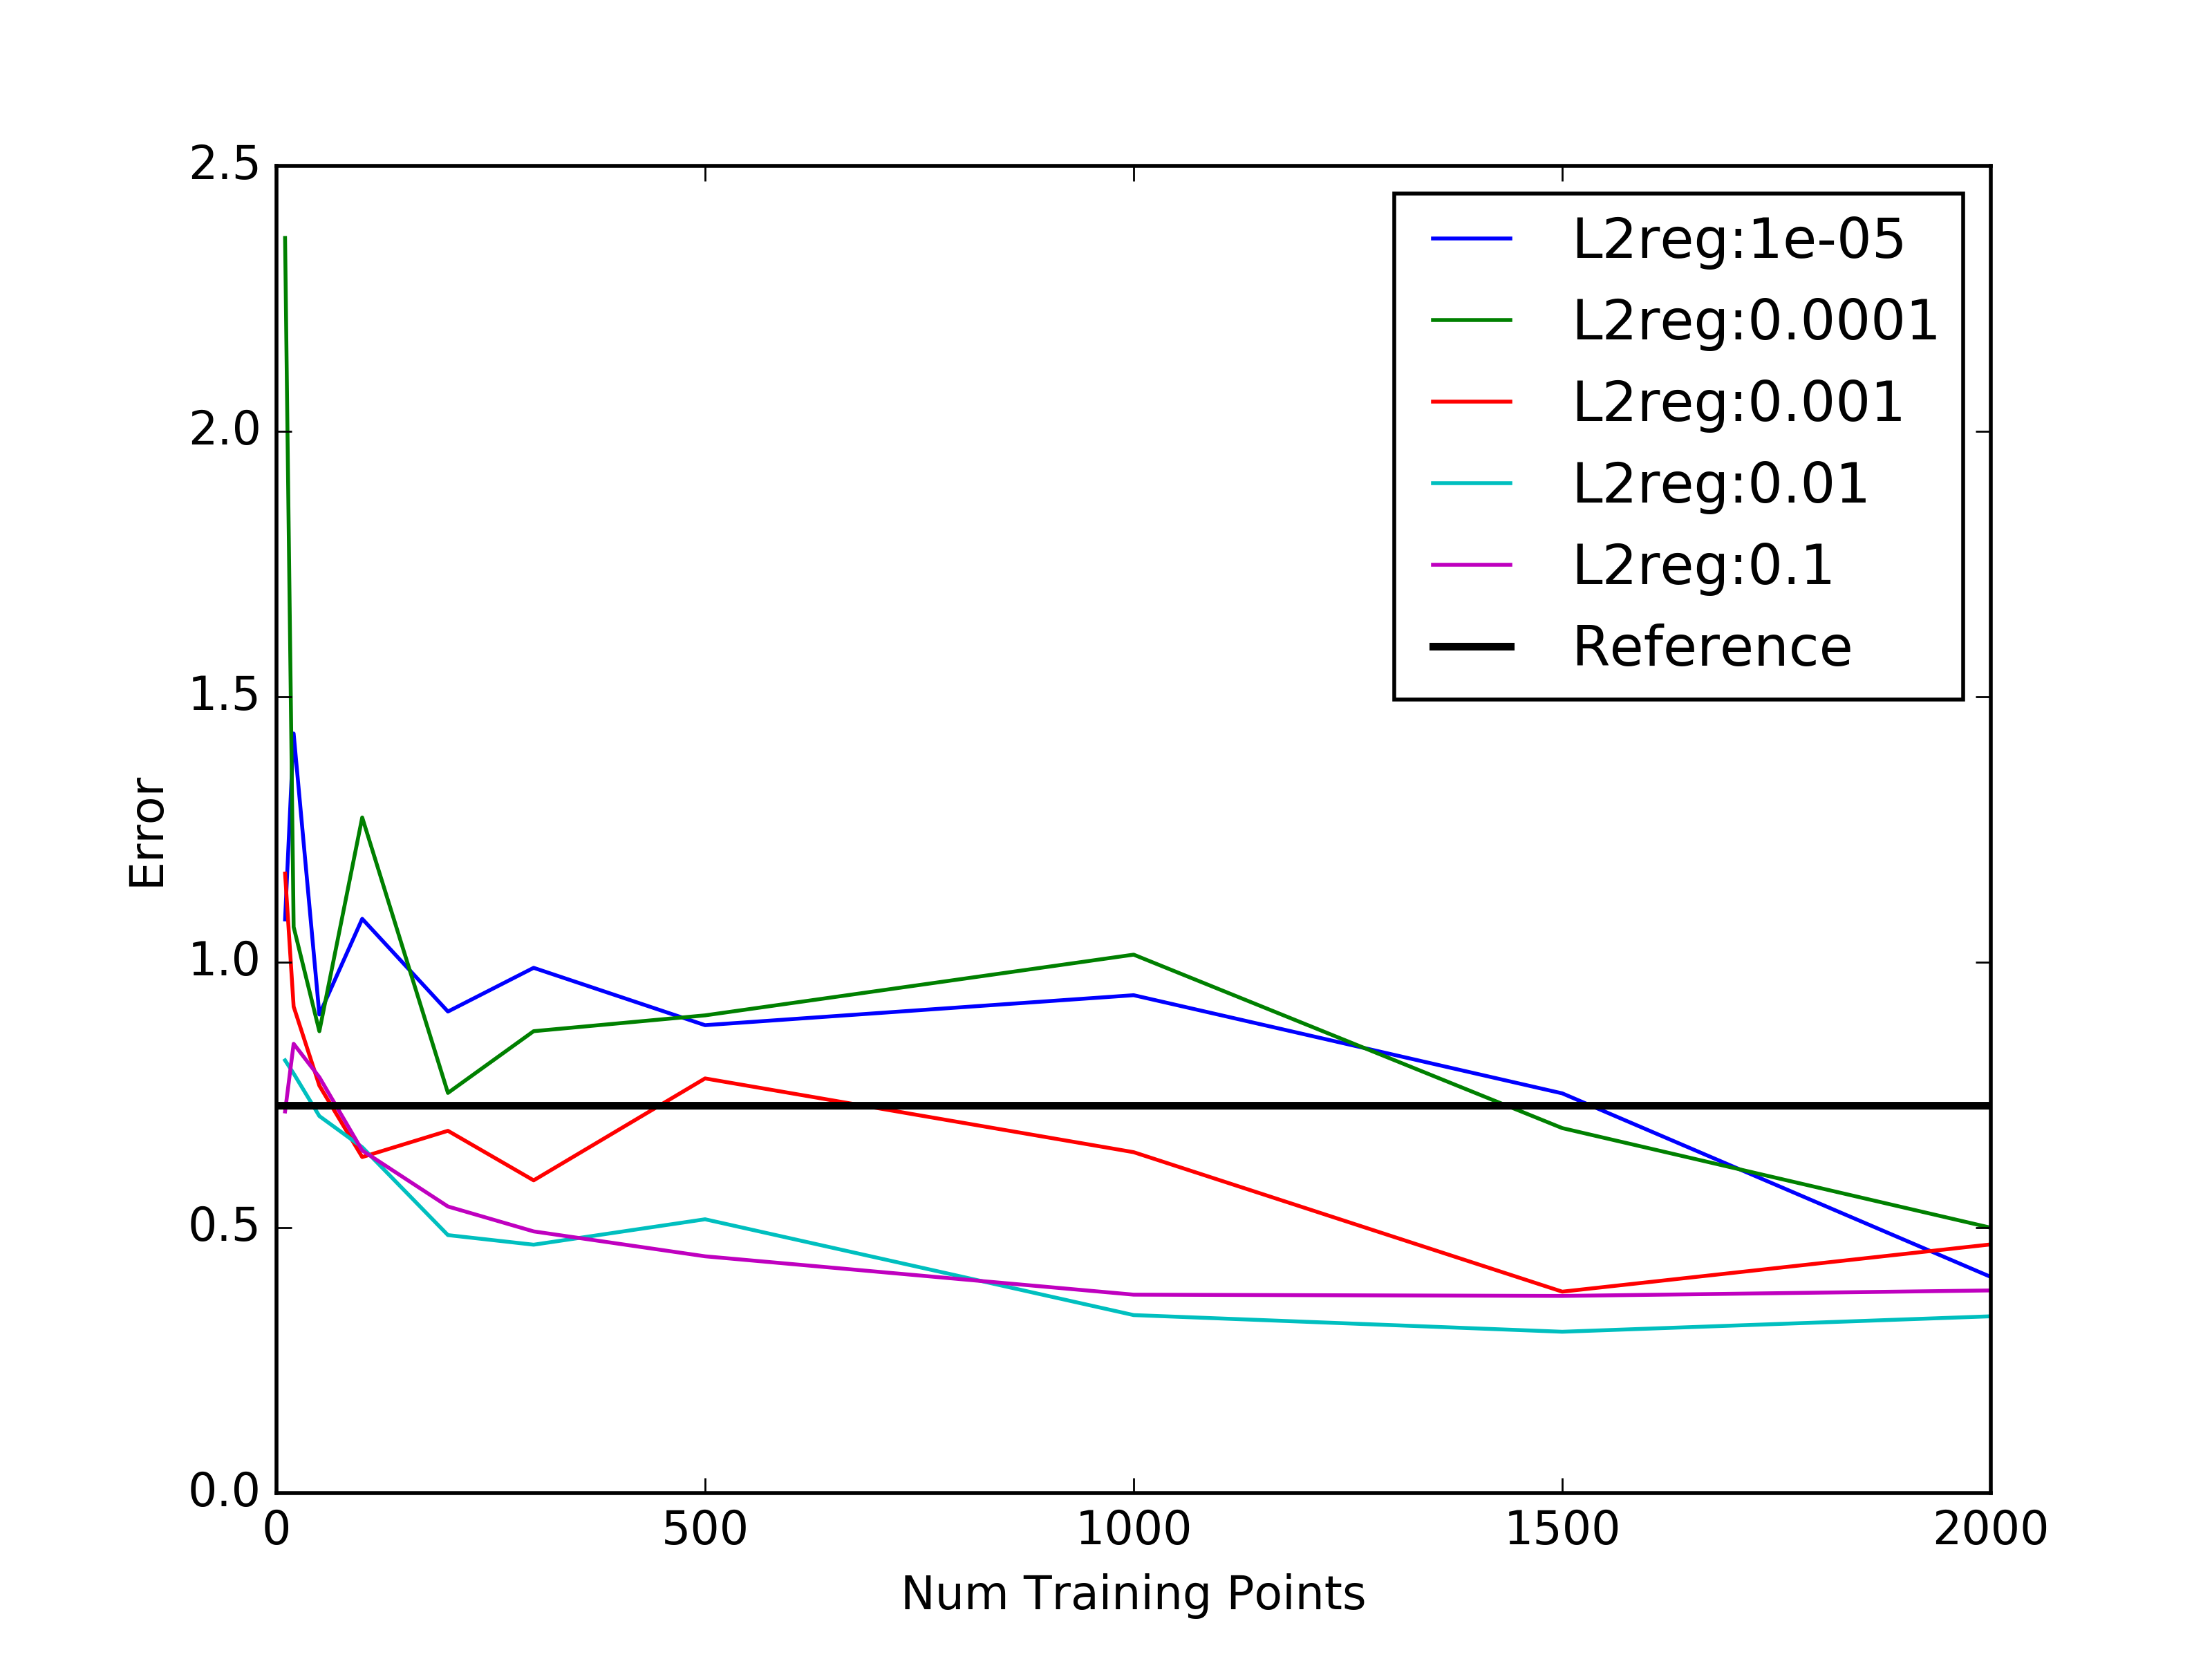 2.5
2.0
1.5
1.0
0.5
0.0
Error
0
500
1000
1500
2000
Num Training Points
L2reg:1e-05
L2reg:0.0001
L2reg:0.001
L2reg:0.01
L2reg:0.1
Reference